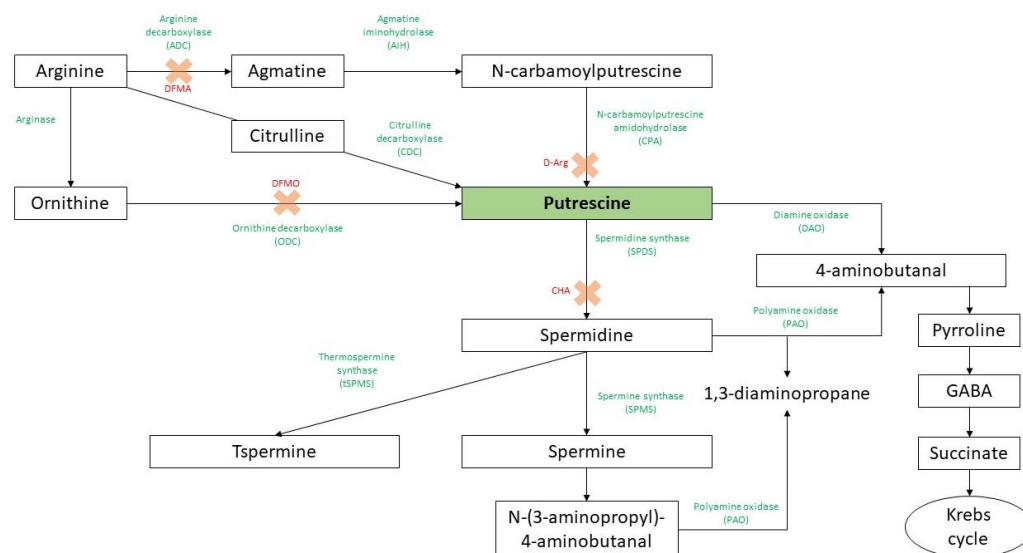 Arginine
decarboxylase
(ADC)
Agmatine
iminohydrolase
(AIH)
Arginine
DFMA
Agmatine
N-carbamoylputrescine
Arginase
Citrulline
Citrulline
decarboxylase
(CDC)
N-carbamoylputrescine
amidohydrolase
(CPA)
D-Arg
Ornithine
DFMO
Ornithine decarboxylase
(ODC)
Putrescine
Diamine oxidase
(DAO)
Spermidine synthase
(SPDS)
4-aminobutanal
CHA
Polyamine oxidase
(PAO)
Spermidine
Pyrroline
Thermospermine
synthase
(tSPMS)
Spermine synthase
(SPMS)
1,3-diaminopropane
GABA
Tspermine
Spermine
Succinate
N-(3-aminopropyl)-
4-aminobutanal
Polyamine oxidase
(PAO)
Krebs
cycle